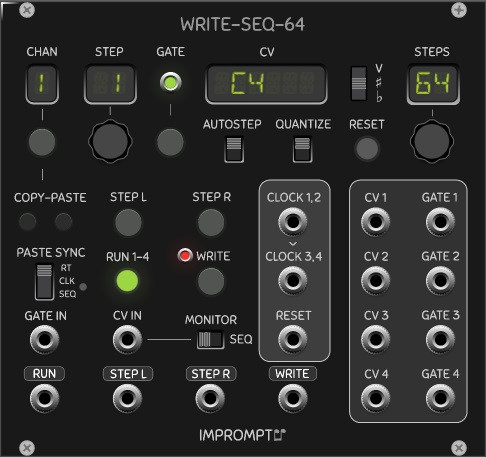 WRITE-SEQ-64
CHAN STEP GATE CV STEPS
1 1 C4 V ♯ ♭ 64
AUTOSTEP QUANTIZE RESET
COPY-PASTE STEP L STEP R CLOCK 1,2 CV 1 GATE 1
PASTE SYNC RT CLK SEQ RUN 1-4 WRITE CLOCK 3,4 CV 2 GATE 2
GATE IN CV IN MONITOR SEQ RESET CV 3 GATE 3
RUN STEP L STEP R WRITE CV 4 GATE 4
IMPROMPTU